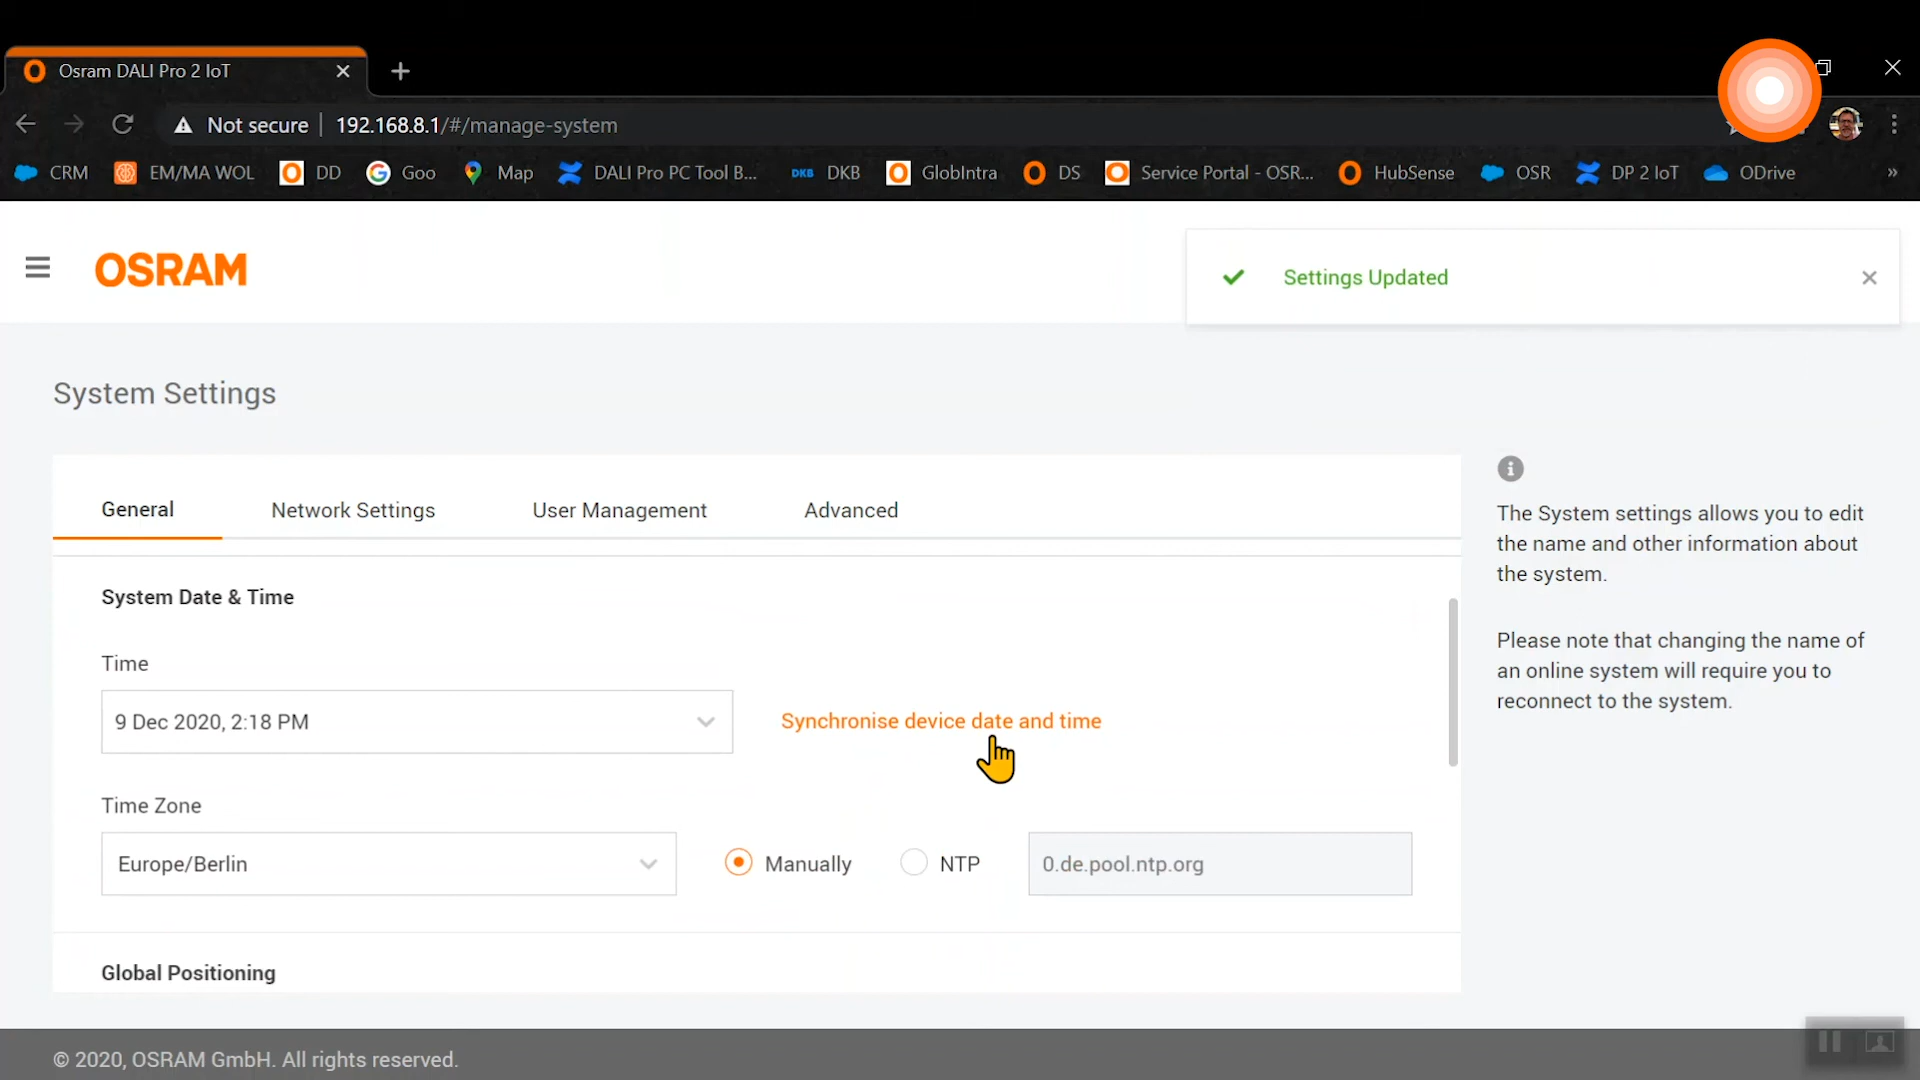 Osram DALI Pro 2 IoT
Not secure | 192.168.8.1/#/manage-system
CRM EM/MA WOL DD Goo Map DALI Pro PC Tool B... DKB DKB GlobIntra DS Service Portal - OSR... HubSense OSR DP 2 IoT ODrive »
OSRAM
Settings Updated
System Settings
General Network Settings User Management Advanced
System Date & Time
Time
9 Dec 2020, 2:18 PM Synchronise device date and time
Time Zone
Europe/Berlin Manually NTP 0.de.pool.ntp.org
Global Positioning
The System settings allows you to edit
the name and other information about
the system.
Please note that changing the name of
an online system will require you to
reconnect to the system.
© 2020, OSRAM GmbH. All rights reserved.